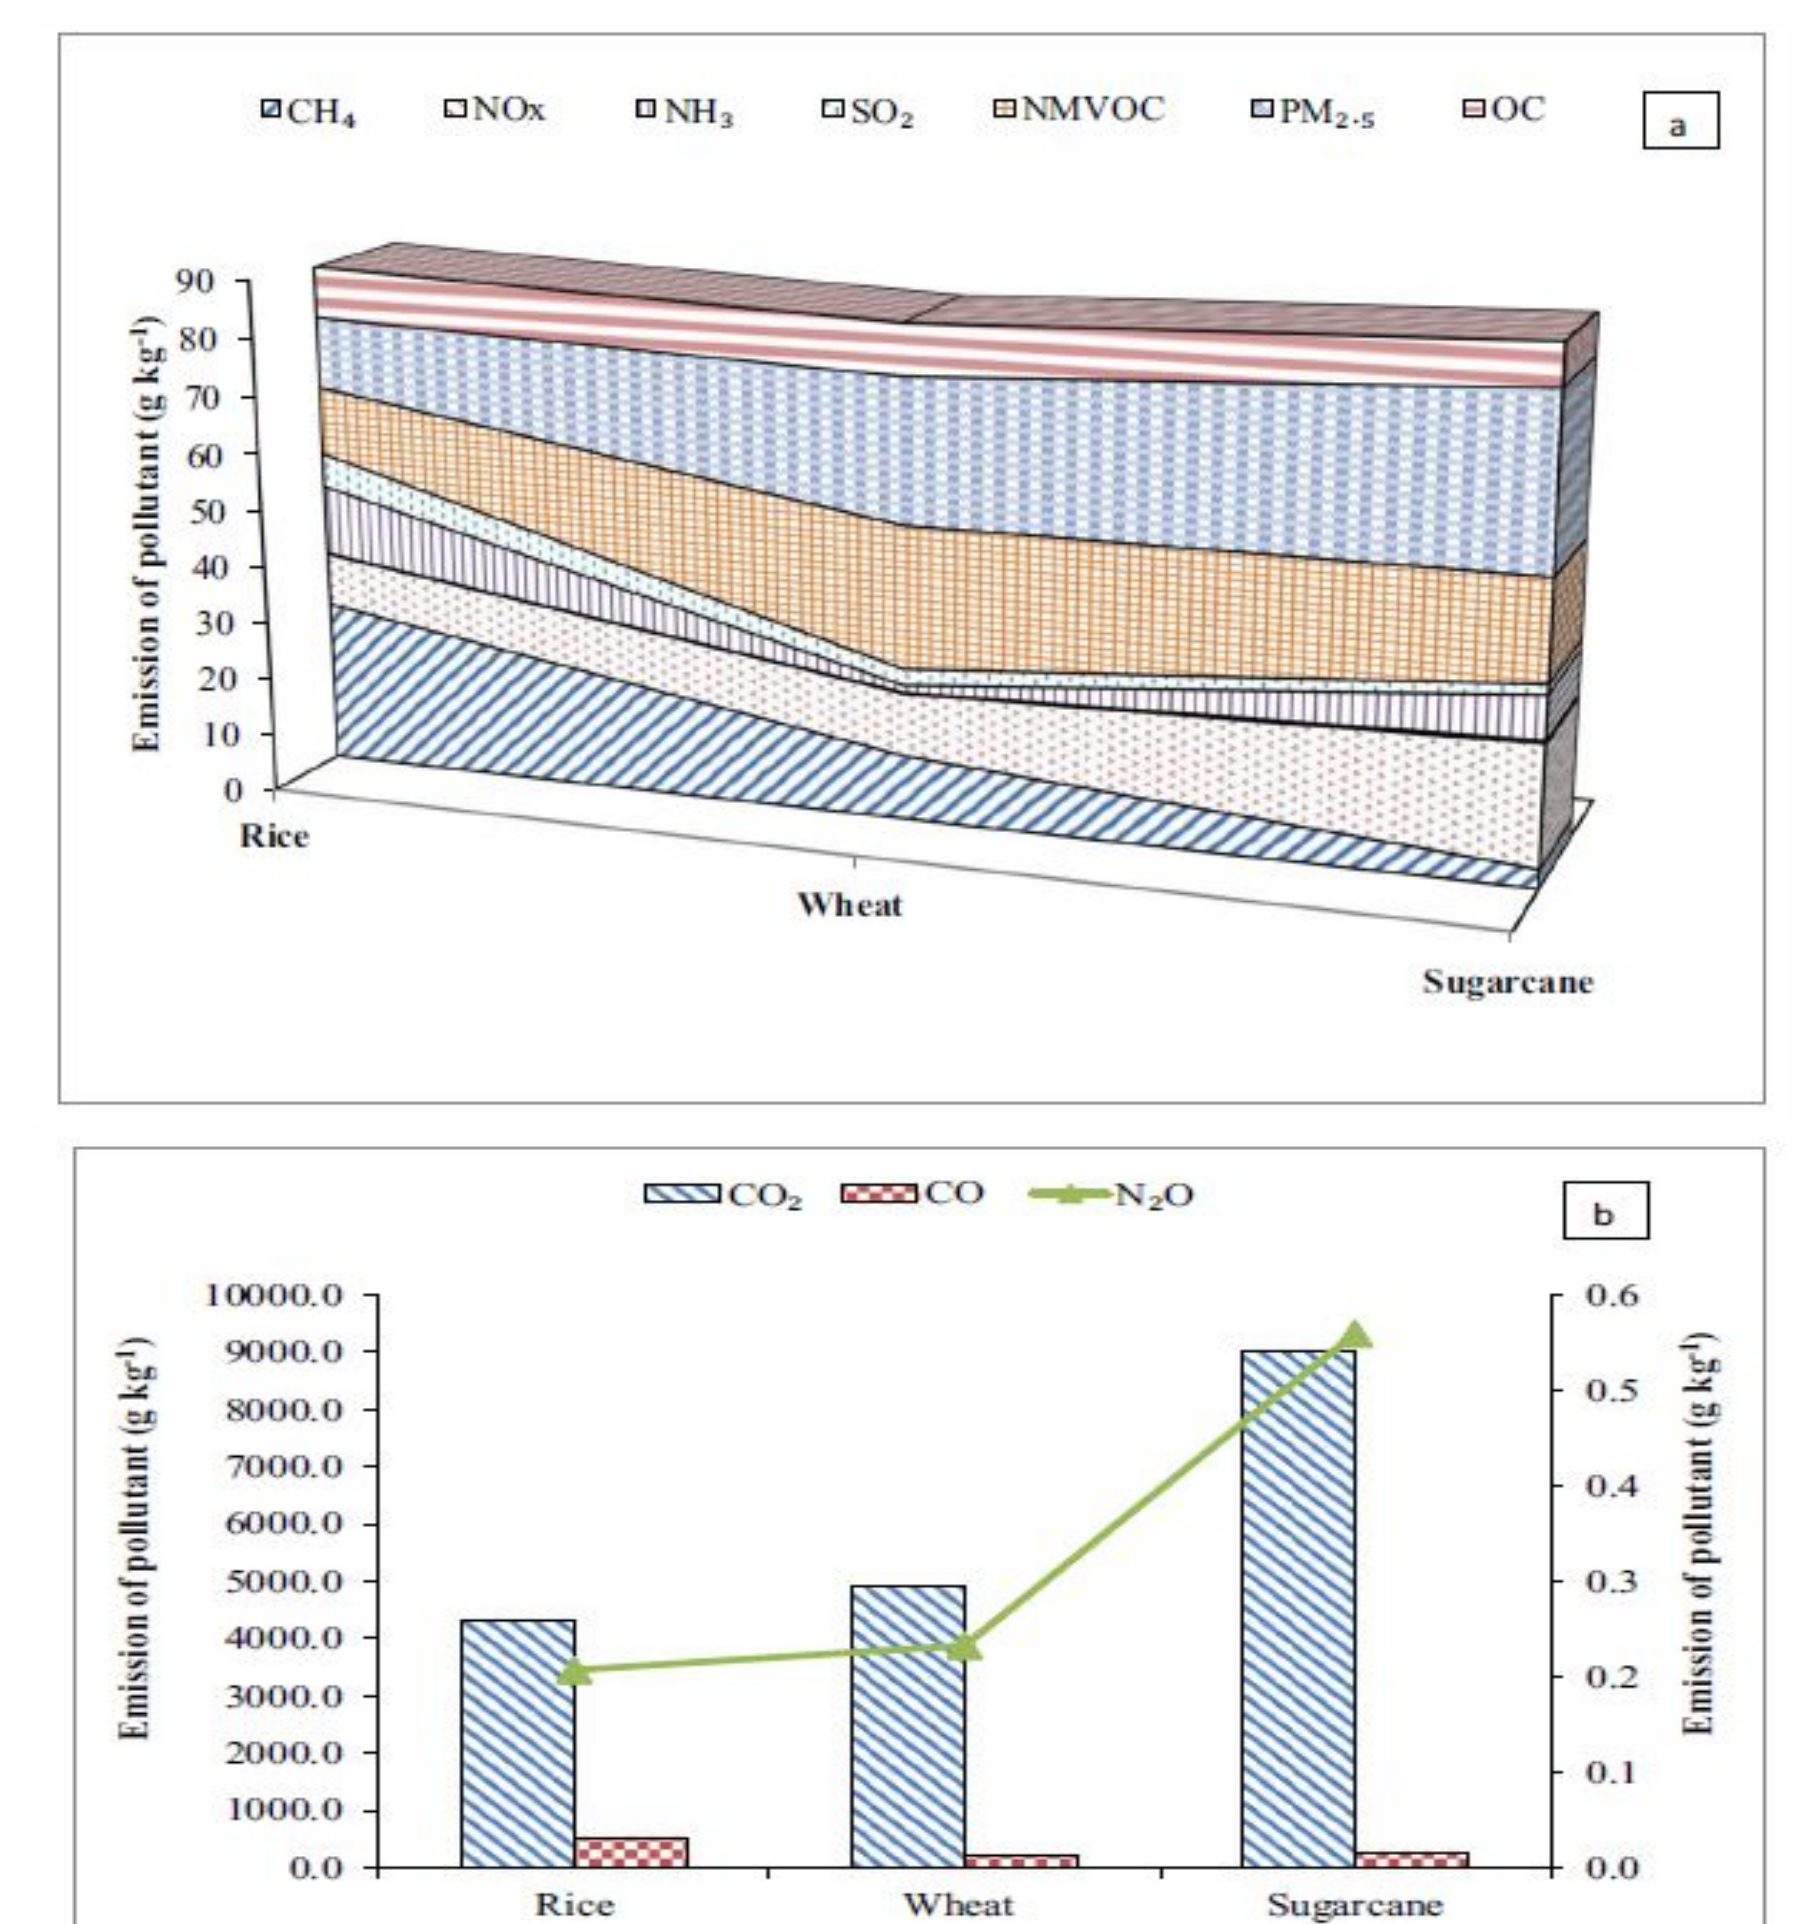 CH₄ NOx NH₃ SO₂ NMVOC PM₂.₅ OC
a
Emission of pollutant (g kg⁻¹)
90
80
70
60
50
40
30
20
10
0
Rice
Wheat
Sugarcane
CO₂ CO N₂O
b
Emission of pollutant (g kg⁻¹)
10000.0
9000.0
8000.0
7000.0
6000.0
5000.0
4000.0
3000.0
2000.0
1000.0
0.0
0.6
0.5
0.4
0.3
0.2
0.1
0.0
Emission of pollutant (g kg⁻¹)
Rice Wheat Sugarcane